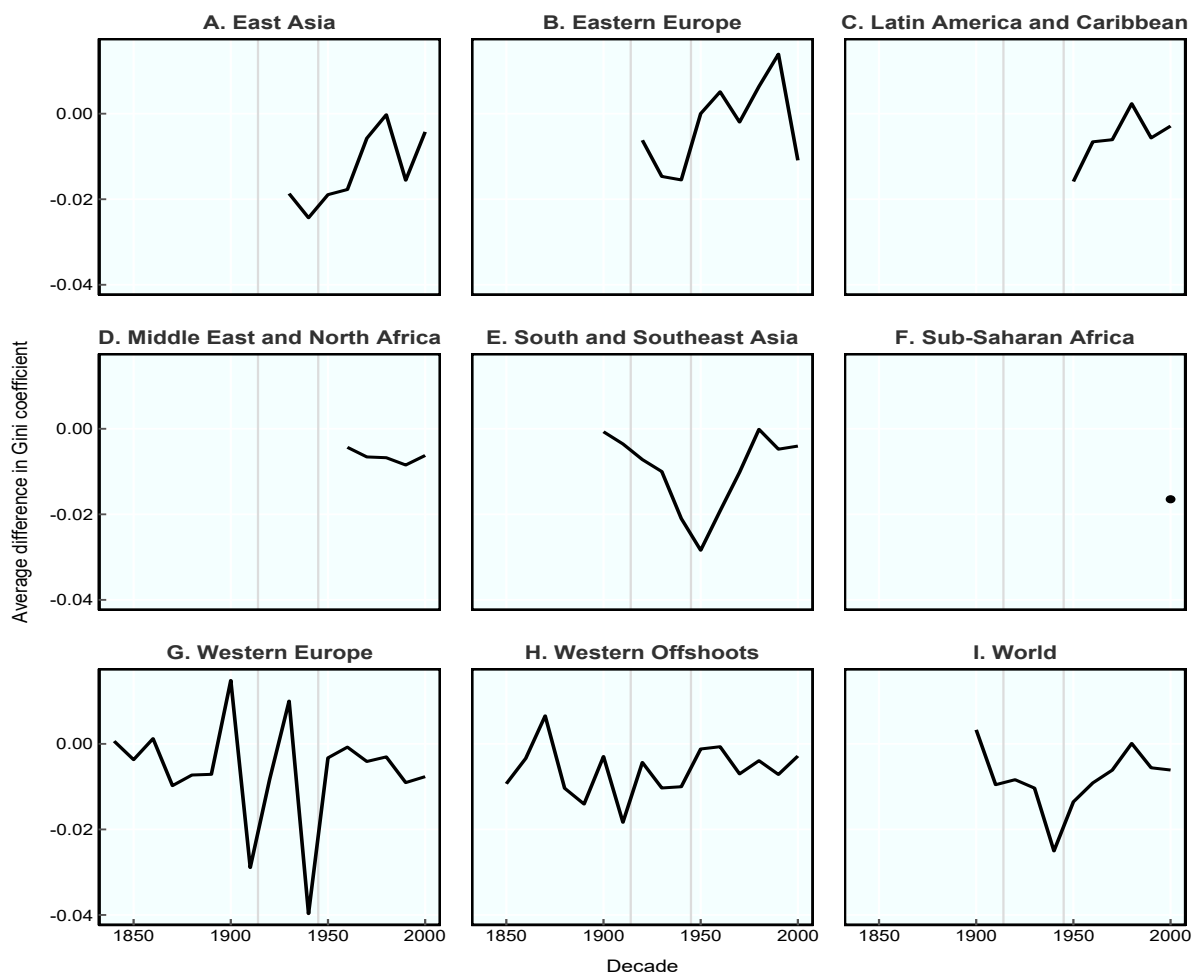 A. East Asia
B. Eastern Europe
C. Latin America and Caribbean
0.00
-0.02
-0.04
D. Middle East and North Africa
E. South and Southeast Asia
F. Sub-Saharan Africa
0.00
-0.02
-0.04
Average difference in Gini coefficient
G. Western Europe
H. Western Offshoots
I. World
0.00
-0.02
-0.04
1850 1900 1950 2000
1850 1900 1950 2000
1850 1900 1950 2000
Decade